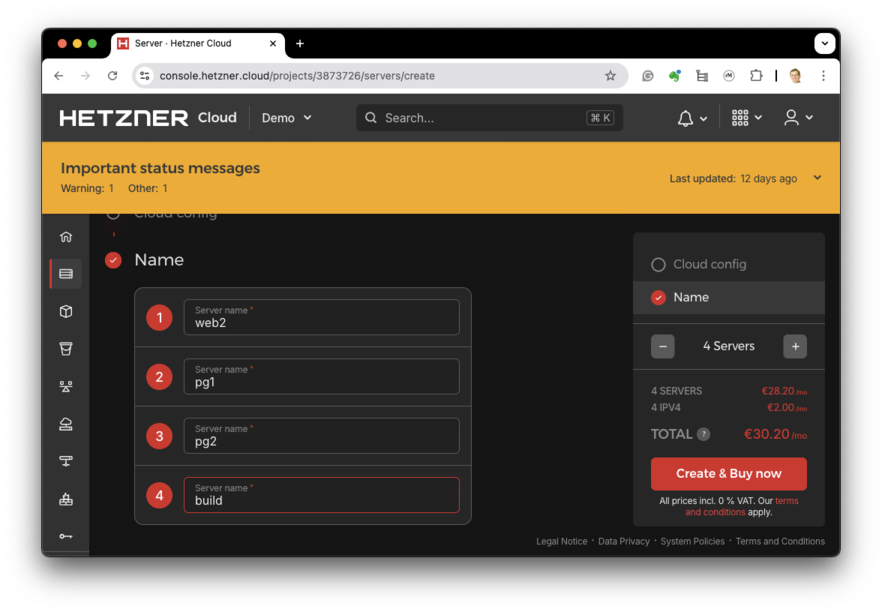 Server · Hetzner Cloud
console.hetzner.cloud/projects/3873726/servers/create
HETZNER Cloud
Demo
Search...
⌘ K
Important status messages
Warning: 1 Other: 1
Last updated: 12 days ago
Cloud config
Name
1
Server name *
web2
2
Server name *
pg1
3
Server name *
pg2
4
Server name *
build
Cloud config
Name
− 4 Servers +
4 SERVERS €28.20 /mo
4 IPV4 €2.00 /mo
TOTAL ? €30.20 /mo
Create & Buy now
All prices incl. 0 % VAT. Our terms
and conditions apply.
Legal Notice · Data Privacy · System Policies · Terms and Conditions